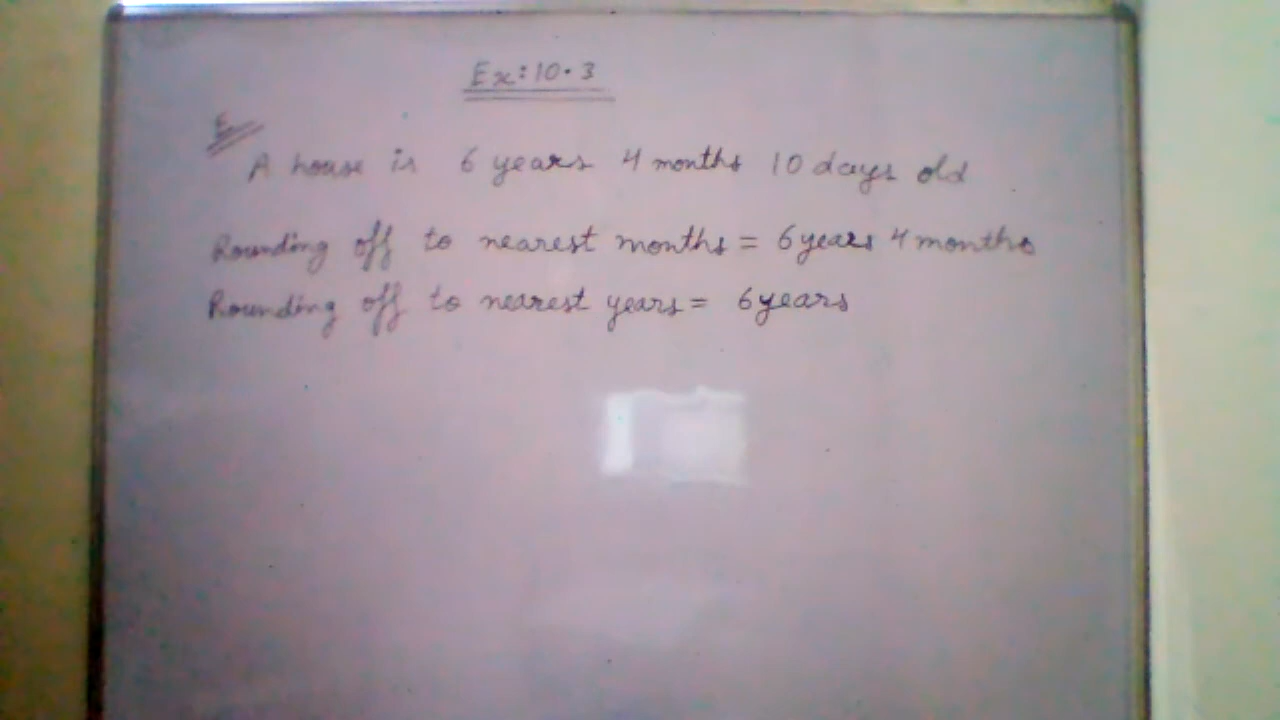 Ex: 10.3
A house is 6 years 4 months 10 days old
Rounding off to nearest months = 6 years 4 months
Rounding off to nearest years = 6 years